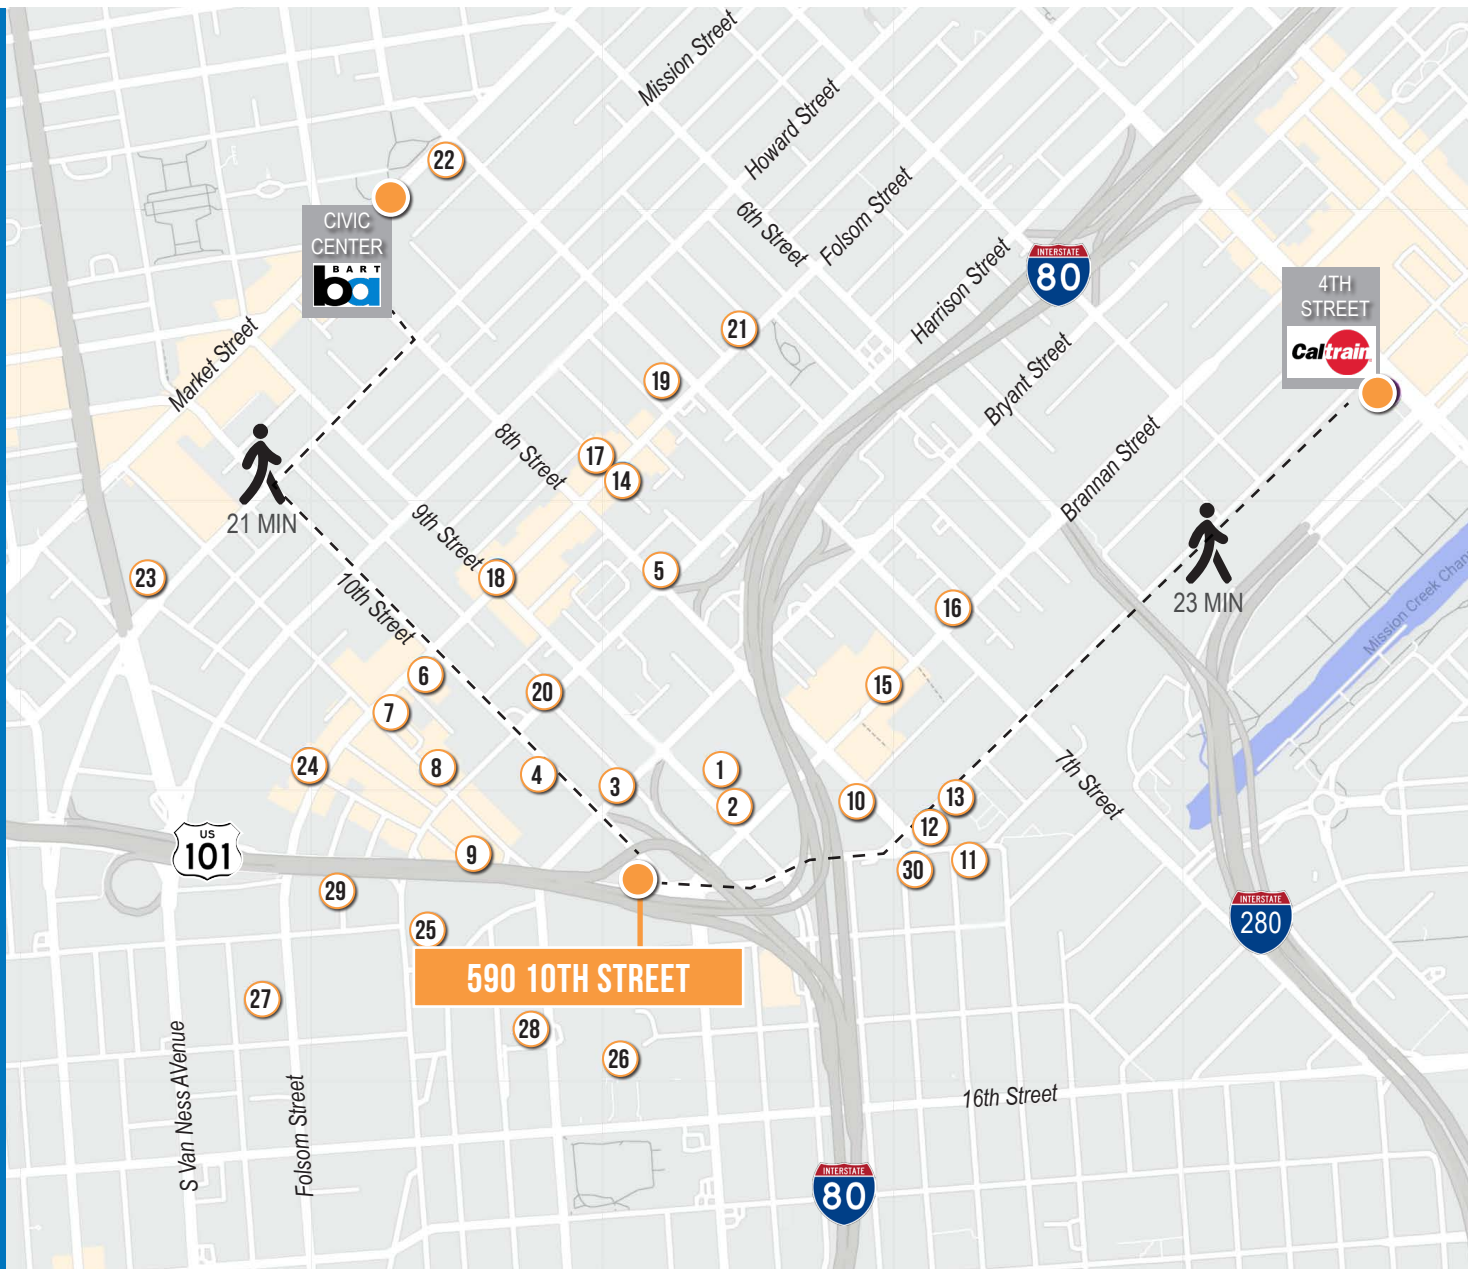 Mission Street
Howard Street
22
6th Street
Folsom Street
CIVIC
CENTER
BART
ba
Harrison Street
INTERSTATE
80
4TH
STREET
Caltrain
21
Market Street
Bryant Street
19
8th Street
17
14
Brannan Street
9th Street
21 MIN
18
5
23
10th Street
16
23 MIN
Mission Creek Chan
6
20
15
7
24
8
4
3
1
2
10
13
7th Street
12
US
101
9
30
11
29
INTERSTATE
280
25
590 10TH STREET
27
28
26
S Van Ness AVenue
Folsom Street
16th Street
INTERSTATE
80